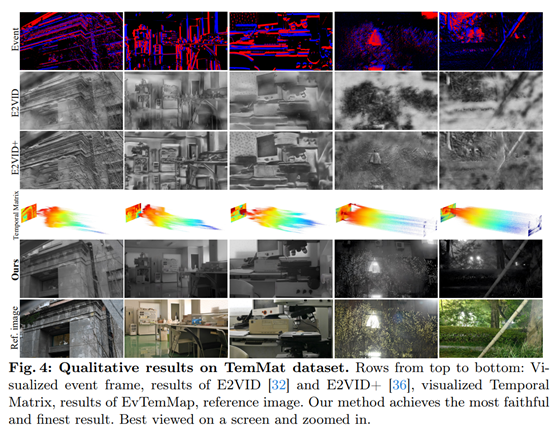 Event
E2VID
E2VID+
Temporal Matrix
Ours
Ref. image
Fig. 4: Qualitative results on TemMat dataset. Rows from top to bottom: Vi-
sualized event frame, results of E2VID [32] and E2VID+ [36], visualized Temporal
Matrix, results of EvTemMap, reference image. Our method achieves the most faithful
and finest result. Best viewed on a screen and zoomed in.